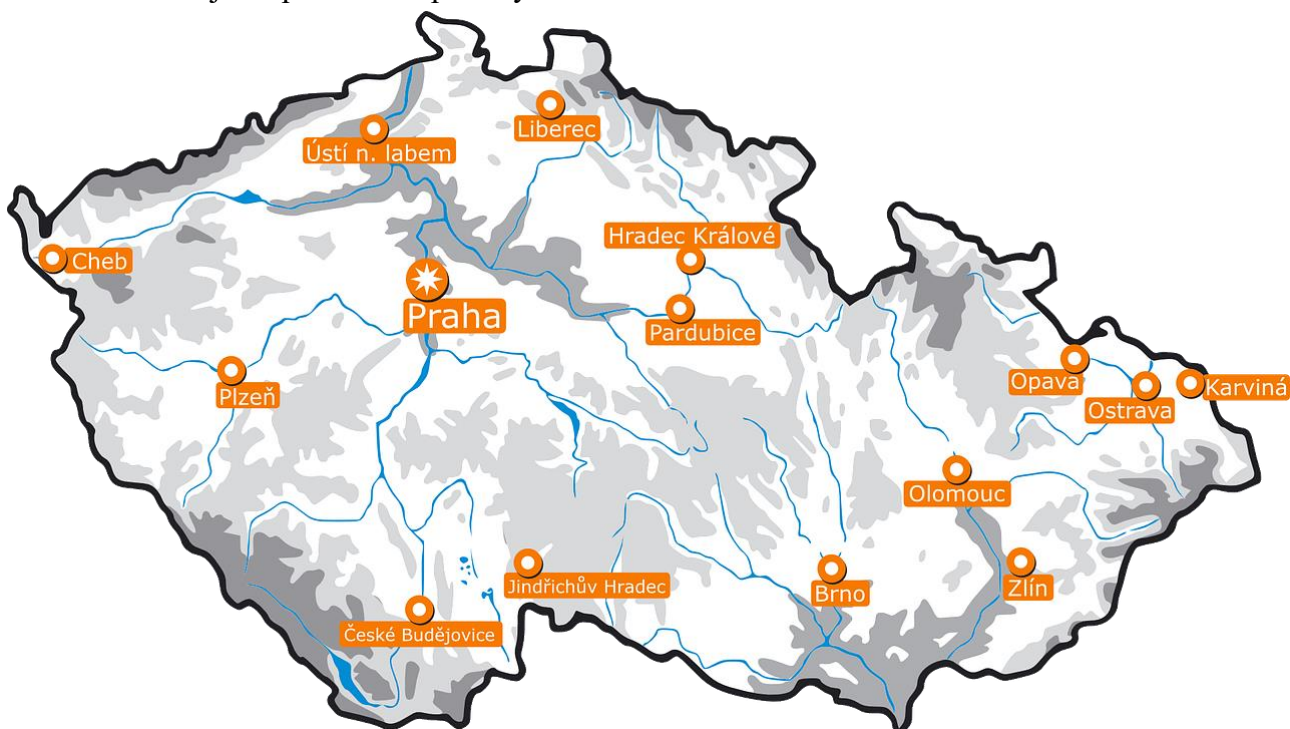 Liberec
Ústí n. labem
Hradec Králové
Cheb
Praha
Pardubice
Opava
Karviná
Ostrava
Plzeň
Olomouc
Jindřichův Hradec
Zlín
Brno
České Budějovice